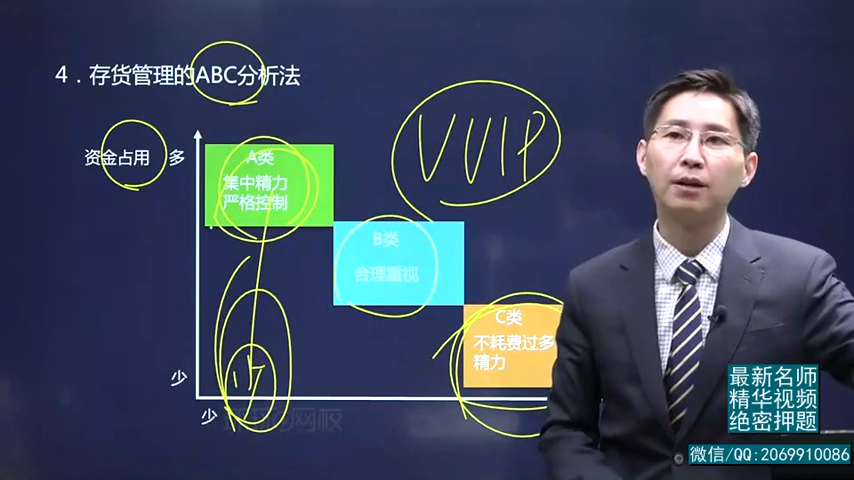 4．存货管理的ABC分析法
VVIP
资金占用 多
A类
集中精力
严格控制
B类
合理重视
C类
不耗费过多
精力
少
少
少
最新名师
精华视频
绝密押题
微信/QQ:2069910086